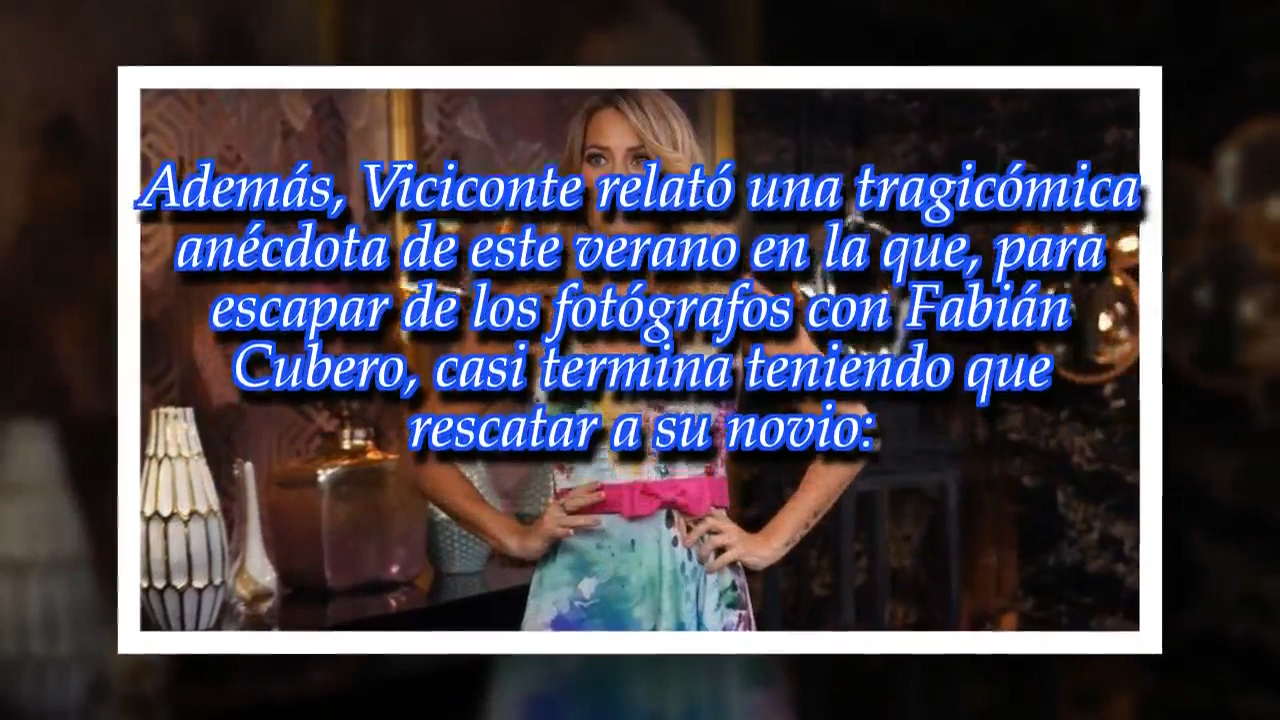 Además, Viciconte relató una tragicómica
anécdota de este verano en la que, para
escapar de los fotógrafos con Fabián
Cubero, casi termina teniendo que
rescatar a su novio: